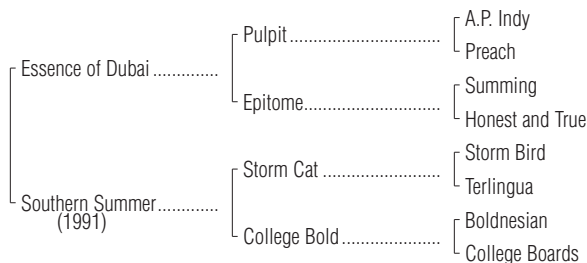 A.P. Indy
Pulpit
Preach
Essence of Dubai
Summing
Epitome
Honest and True
Storm Bird
Storm Cat
Terlingua
Southern Summer
(1991)
Boldnesian
College Bold
College Boards